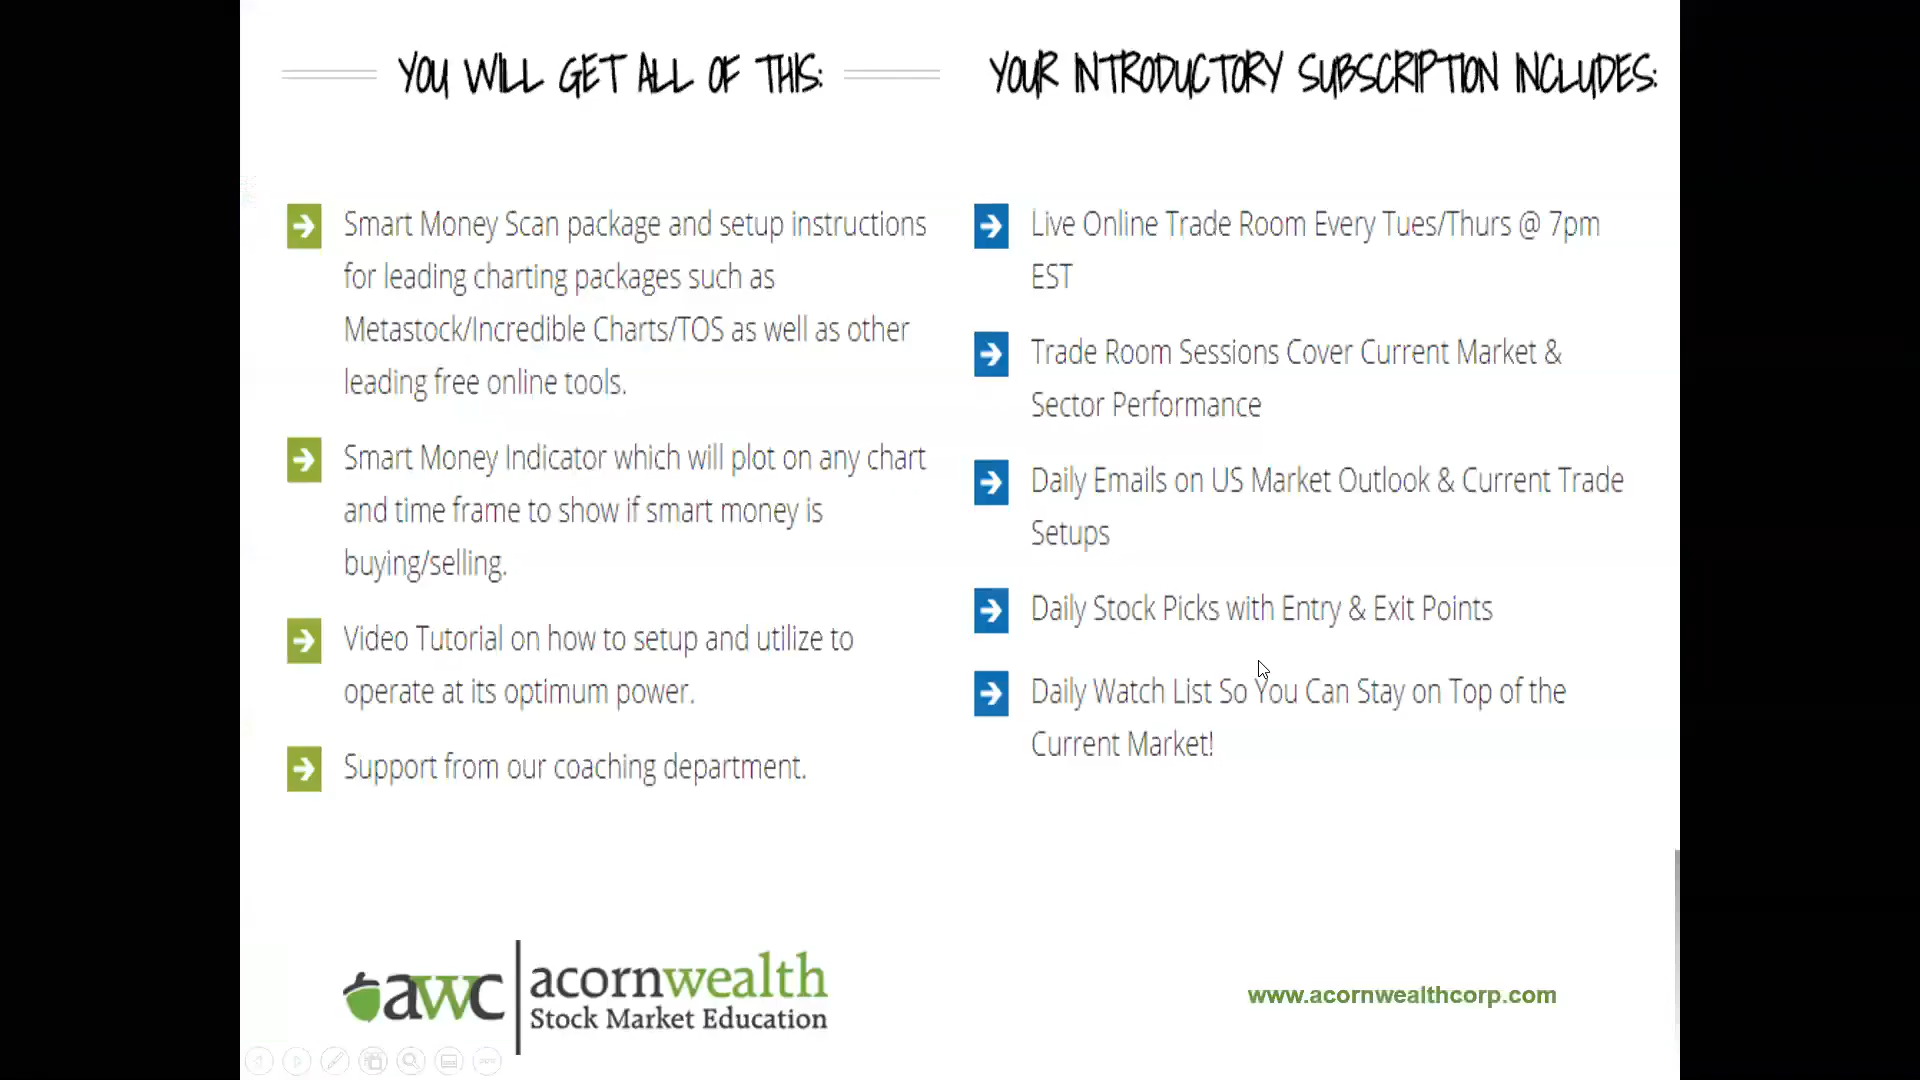 YOU WILL GET ALL OF THIS:
Smart Money Scan package and setup instructions
for leading charting packages such as
Metastock/Incredible Charts/TOS as well as other
leading free online tools.
Smart Money Indicator which will plot on any chart
and time frame to show if smart money is
buying/selling.
Video Tutorial on how to setup and utilize to
operate at its optimum power.
Support from our coaching department.
YOUR INTRODUCTORY SUBSCRIPTION INCLUDES:
Live Online Trade Room Every Tues/Thurs @ 7pm
EST
Trade Room Sessions Cover Current Market &
Sector Performance
Daily Emails on US Market Outlook & Current Trade
Setups
Daily Stock Picks with Entry & Exit Points
Daily Watch List So You Can Stay on Top of the
Current Market!
awc
acornwealth
Stock Market Education
www.acornwealthcorp.com